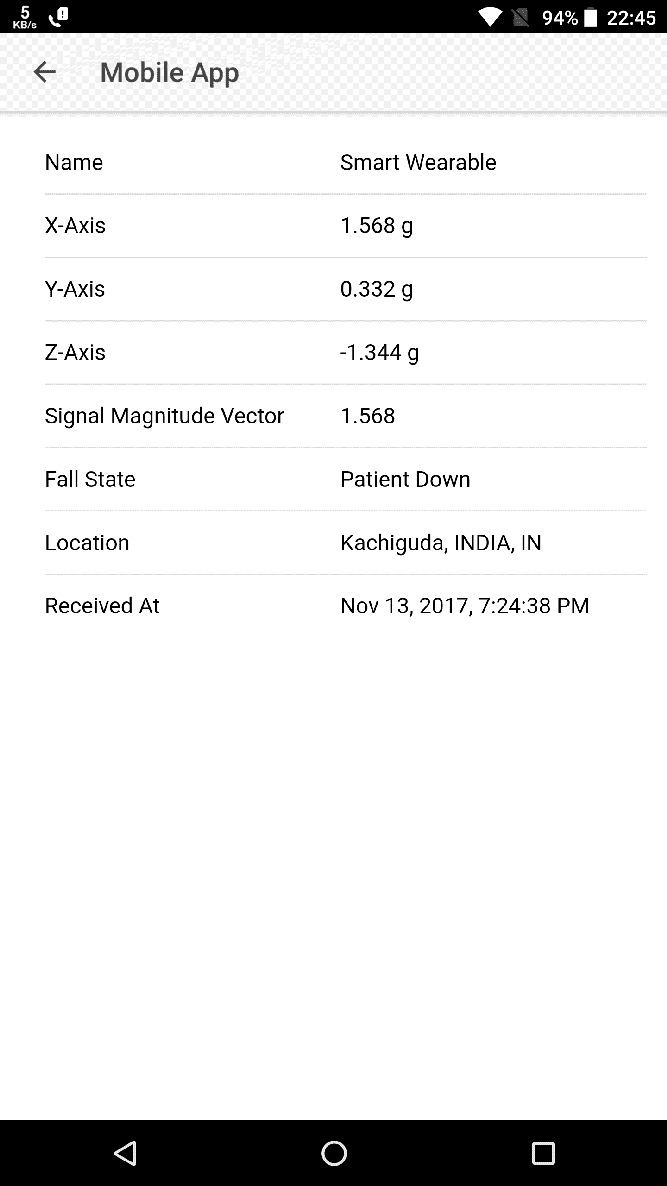 5 94% 22:45
KB/s
Mobile App
Name Smart Wearable
X-Axis 1.568 g
Y-Axis 0.332 g
Z-Axis -1.344 g
Signal Magnitude Vector 1.568
Fall State Patient Down
Location Kachiguda, INDIA, IN
Received At Nov 13, 2017, 7:24:38 PM